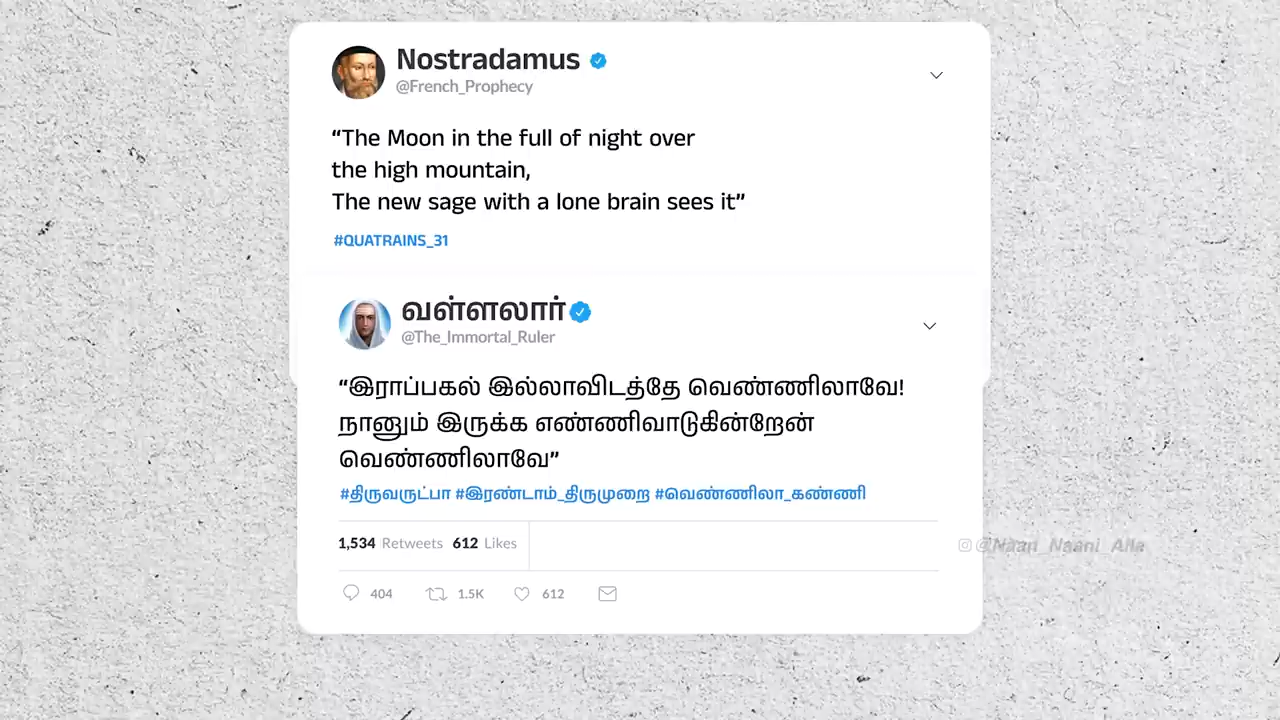 Nostradamus
@French_Prophecy
“The Moon in the full of night over
the high mountain,
The new sage with a lone brain sees it”
#QUATRAINS_31
வள்ளலார்
@The_Immortal_Ruler
“இராப்பகல் இல்லாவிடத்தே வெண்ணிலாவே!
நானும் இருக்க எண்ணிவாடுகின்றேன்
வெண்ணிலாவே”
#திருவருட்பா #இரண்டாம்_திருமுறை #வெண்ணிலா_கண்ணி
1,534 Retweets 612 Likes
@Naan_Naani_Alla
404 1.5K 612